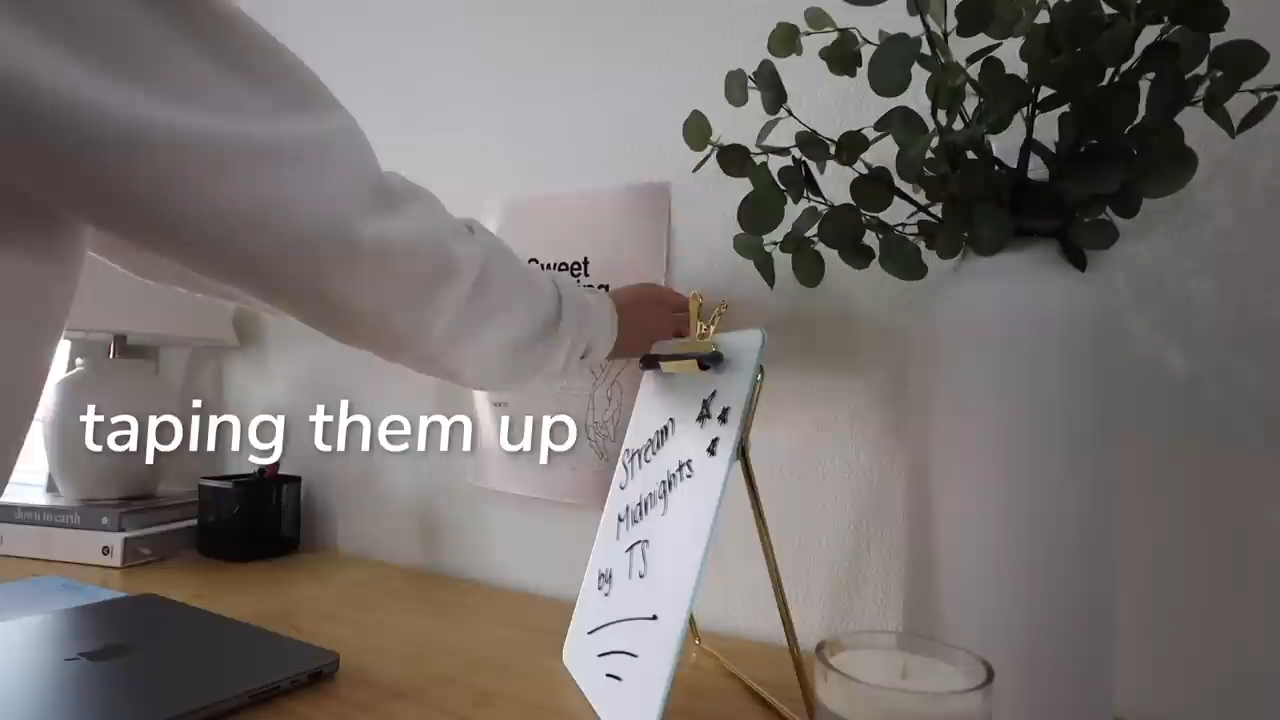 Sweet
taping them up
Stream
Midnights
by TS
down to earth